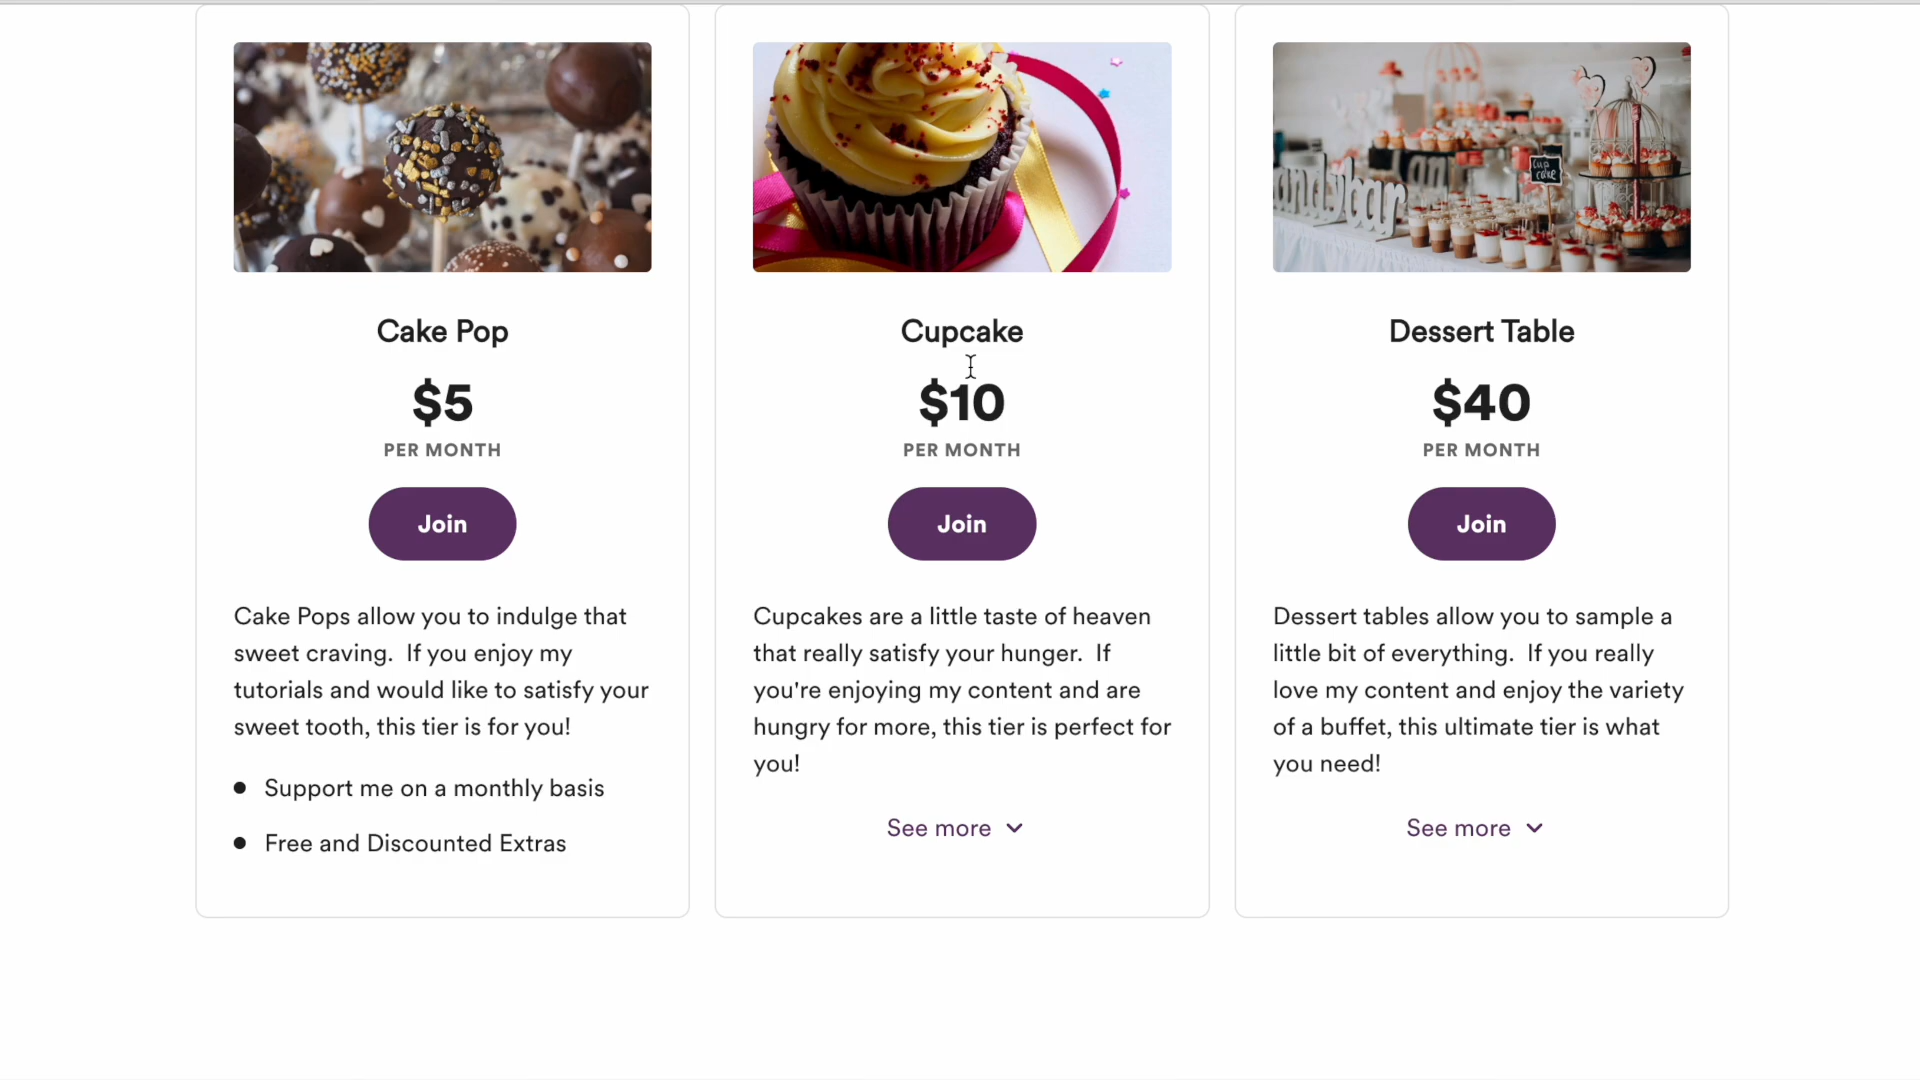 cup
cake
andybar
Cake Pop
$5
PER MONTH
Join
Cake Pops allow you to indulge that
sweet craving.  If you enjoy my
tutorials and would like to satisfy your
sweet tooth, this tier is for you!
Support me on a monthly basis
Free and Discounted Extras
Cupcake
$10
PER MONTH
Join
Cupcakes are a little taste of heaven
that really satisfy your hunger.  If
you're enjoying my content and are
hungry for more, this tier is perfect for
you!
See more
Dessert Table
$40
PER MONTH
Join
Dessert tables allow you to sample a
little bit of everything.  If you really
love my content and enjoy the variety
of a buffet, this ultimate tier is what
you need!
See more